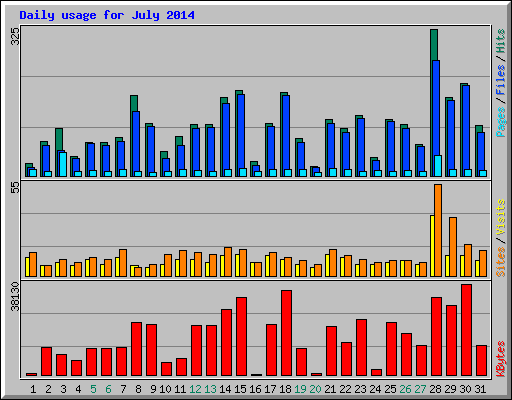 Daily usage for July 2014
325
Pages / Files / Hits
55
Sites / Visits
38130
KBytes
1 2 3 4 5 6 7 8 9 10 11 12 13 14 15 16 17 18 19 20 21 22 23 24 25 26 27 28 29 30 31